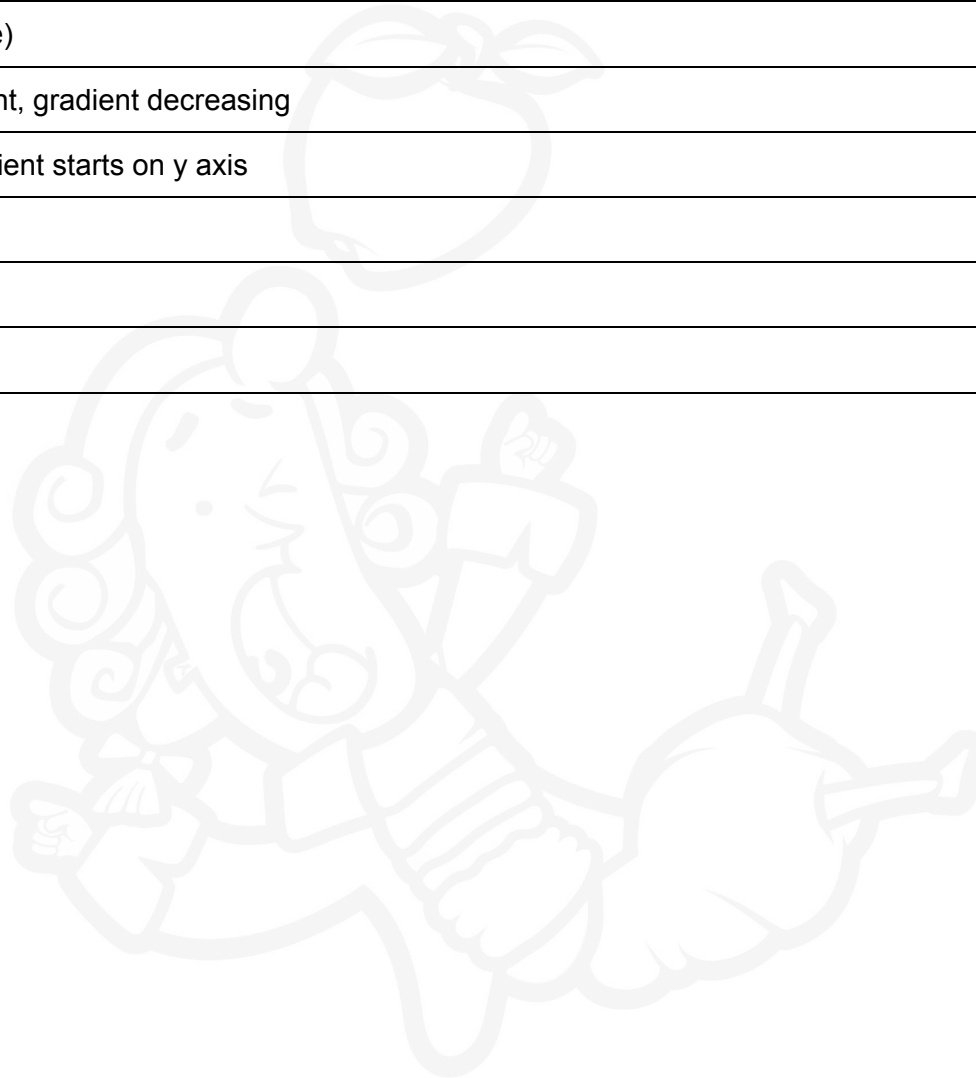 e)
nt, gradient decreasing
ient starts on y axis